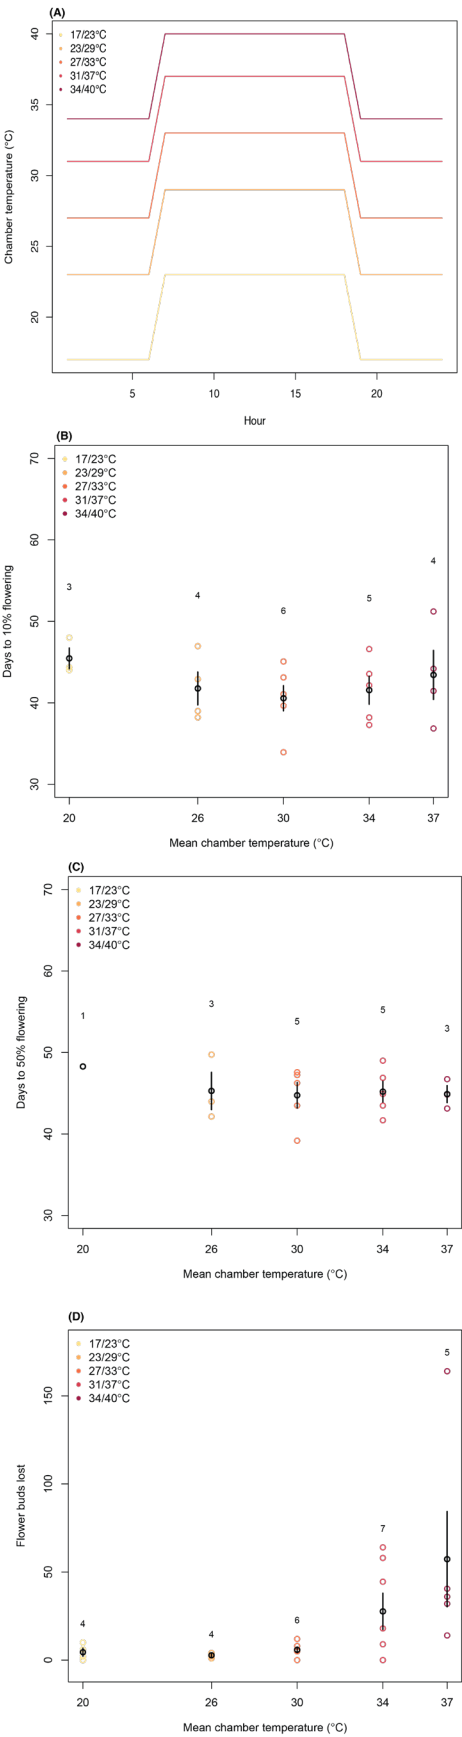 (A)
17/23°C
23/29°C
27/33°C
31/37°C
34/40°C
Chamber temperature (°C)
40
35
30
25
20
5 10 15 20
Hour
(B)
17/23°C
23/29°C
27/33°C
31/37°C
34/40°C
Days to 10% flowering
70
60
50
40
30
3 4 6 5 4
20 26 30 34 37
Mean chamber temperature (°C)
(C)
17/23°C
23/29°C
27/33°C
31/37°C
34/40°C
Days to 50% flowering
70
60
50
40
30
1 3 5 5 3
20 26 30 34 37
Mean chamber temperature (°C)
(D)
17/23°C
23/29°C
27/33°C
31/37°C
34/40°C
Flower buds lost
150
100
50
0
4 4 6 7 5
20 26 30 34 37
Mean chamber temperature (°C)